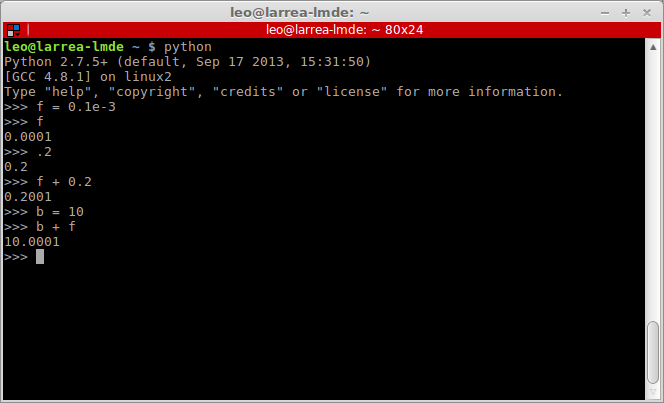 leo@larrea-lmde: ~
leo@larrea-lmde: ~ 80x24
leo@larrea-lmde ~ $ python
Python 2.7.5+ (default, Sep 17 2013, 15:31:50)
[GCC 4.8.1] on linux2
Type "help", "copyright", "credits" or "license" for more information.
>>> f = 0.1e-3
>>> f
0.0001
>>> .2
0.2
>>> f + 0.2
0.2001
>>> b = 10
>>> b + f
10.0001
>>>